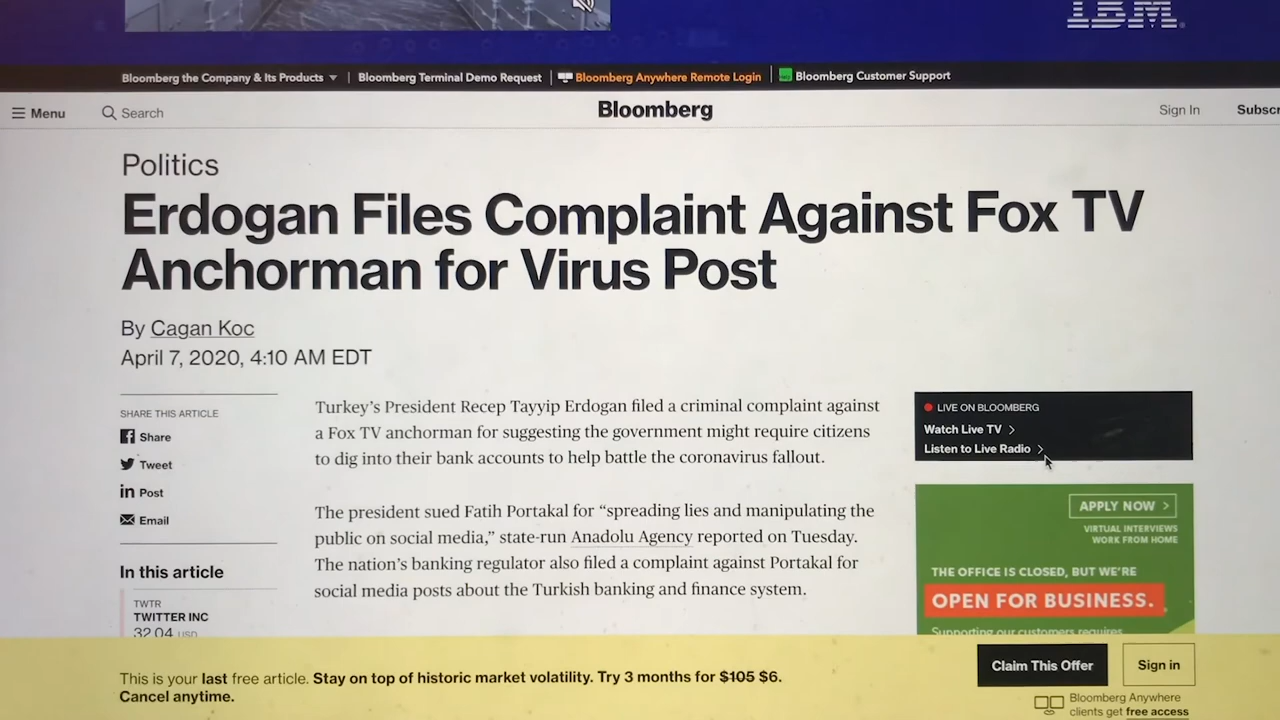 IBM
Bloomberg the Company & Its Products | Bloomberg Terminal Demo Request | Bloomberg Anywhere Remote Login | Bloomberg Customer Support
Menu Search Bloomberg Sign In
Politics
Erdogan Files Complaint Against Fox TV
Anchorman for Virus Post
By Cagan Koc
April 7, 2020, 4:10 AM EDT
SHARE THIS ARTICLE
Share
Tweet
in Post
Email
In this article
TWTR
TWITTER INC
32.04 USD
Turkey's President Recep Tayyip Erdogan filed a criminal complaint against
a Fox TV anchorman for suggesting the government might require citizens
to dig into their bank accounts to help battle the coronavirus fallout.
The president sued Fatih Portakal for “spreading lies and manipulating the
public on social media,” state-run Anadolu Agency reported on Tuesday.
The nation's banking regulator also filed a complaint against Portakal for
social media posts about the Turkish banking and finance system.
LIVE ON BLOOMBERG
Watch Live TV
Listen to Live Radio
APPLY NOW >
VIRTUAL INTERVIEWS
WORK FROM HOME
THE OFFICE IS CLOSED, BUT WE'RE
OPEN FOR BUSINESS.
Supporting our customers requires
This is your last free article. Stay on top of historic market volatility. Try 3 months for $105 $6.
Cancel anytime.
Claim This Offer
Sign in
Bloomberg Anywhere
clients get free access